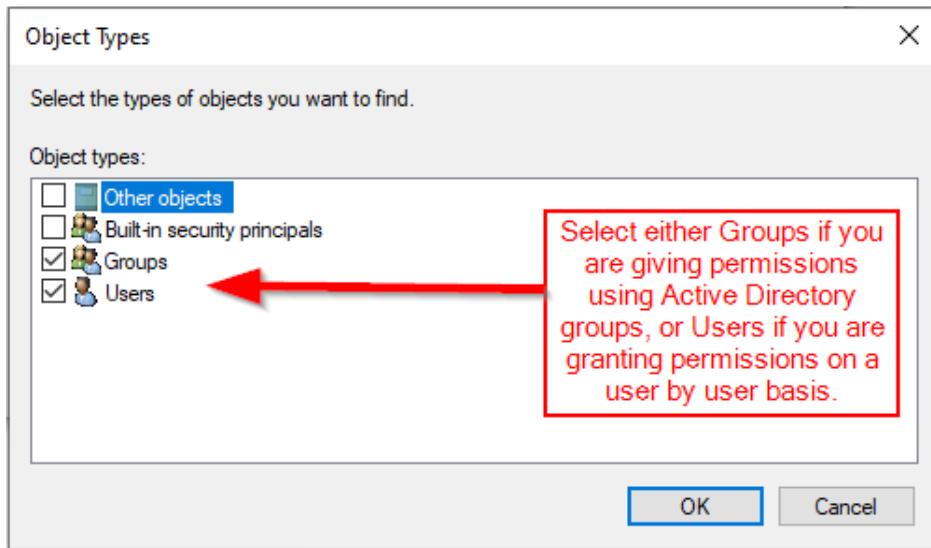 Object Types
Select the types of objects you want to find.
Object types:
Other objects
Built-in security principals
Groups
Users
Select either Groups if you
are giving permissions
using Active Directory
groups, or Users if you are
granting permissions on a
user by user basis.
OK
Cancel